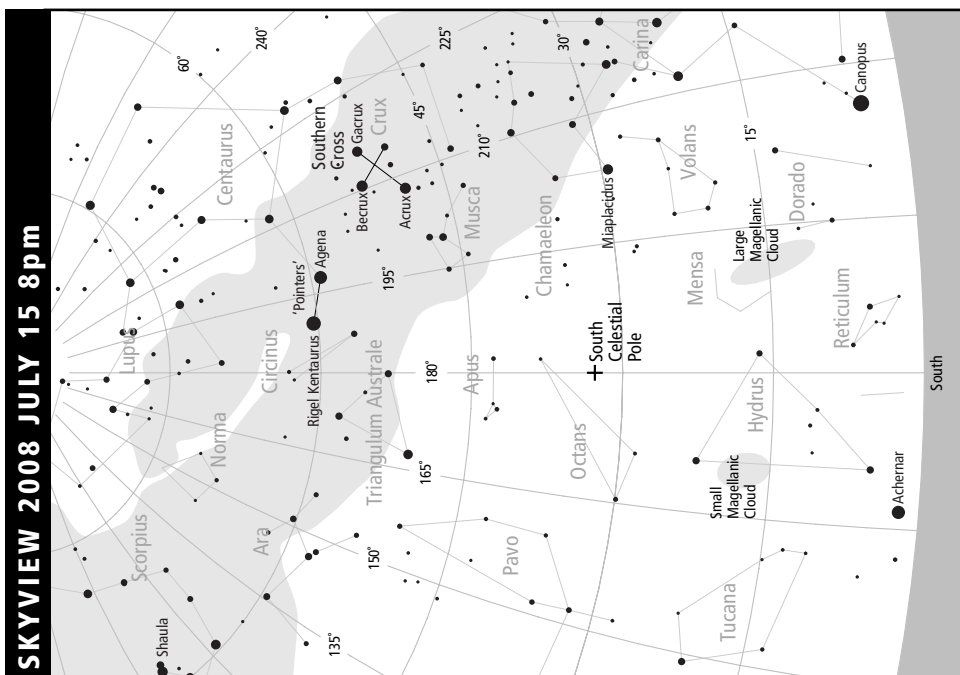 SKYVIEW 2008 JULY 15 8pm
240°
225°
30°
Carina
60°
Canopus
Centaurus
Southern
Cross
Gacrux
Crux
45°
210°
15°
Becrux
Acrux
Musca
Miaplacidus
Volans
Dorado
Chamaeleon
Large
Magellanic
Cloud
Mensa
Agena
'Pointers'
195°
Lupus
Circinus
Rigel Kentaurus
Triangulum Australe
180°
Apus
South
Celestial
Pole
Reticulum
South
Norma
165°
Octans
Hydrus
Small
Magellanic
Cloud
Achernar
Scorpius
Ara
150°
Pavo
Tucana
Shaula
135°